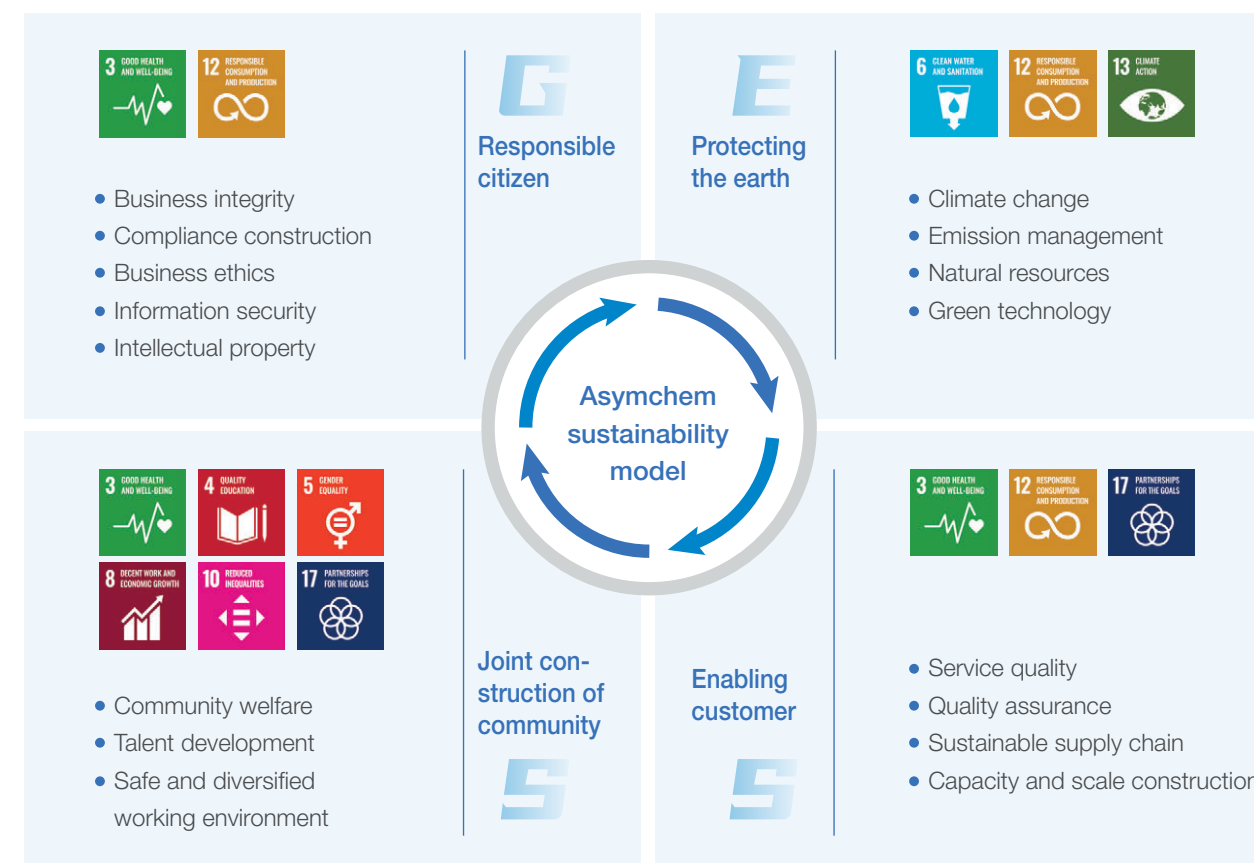 3 GOOD HEALTH
AND WELL-BEING
12 RESPONSIBLE
CONSUMPTION
AND PRODUCTION
G
Responsible
citizen
Business integrity
Compliance construction
Business ethics
Information security
Intellectual property
E
Protecting
the earth
6 CLEAN WATER
AND SANITATION
12 RESPONSIBLE
CONSUMPTION
AND PRODUCTION
13 CLIMATE
ACTION
Climate change
Emission management
Natural resources
Green technology
Asymchem
sustainability
model
3 GOOD HEALTH
AND WELL-BEING
4 QUALITY
EDUCATION
5 GENDER
EQUALITY
8 DECENT WORK AND
ECONOMIC GROWTH
10 REDUCED
INEQUALITIES
17 PARTNERSHIPS
FOR THE GOALS
Community welfare
Talent development
Safe and diversified
working environment
Joint con-
struction of
community
S
Enabling
customer
S
3 GOOD HEALTH
AND WELL-BEING
12 RESPONSIBLE
CONSUMPTION
AND PRODUCTION
17 PARTNERSHIPS
FOR THE GOALS
Service quality
Quality assurance
Sustainable supply chain
Capacity and scale construction